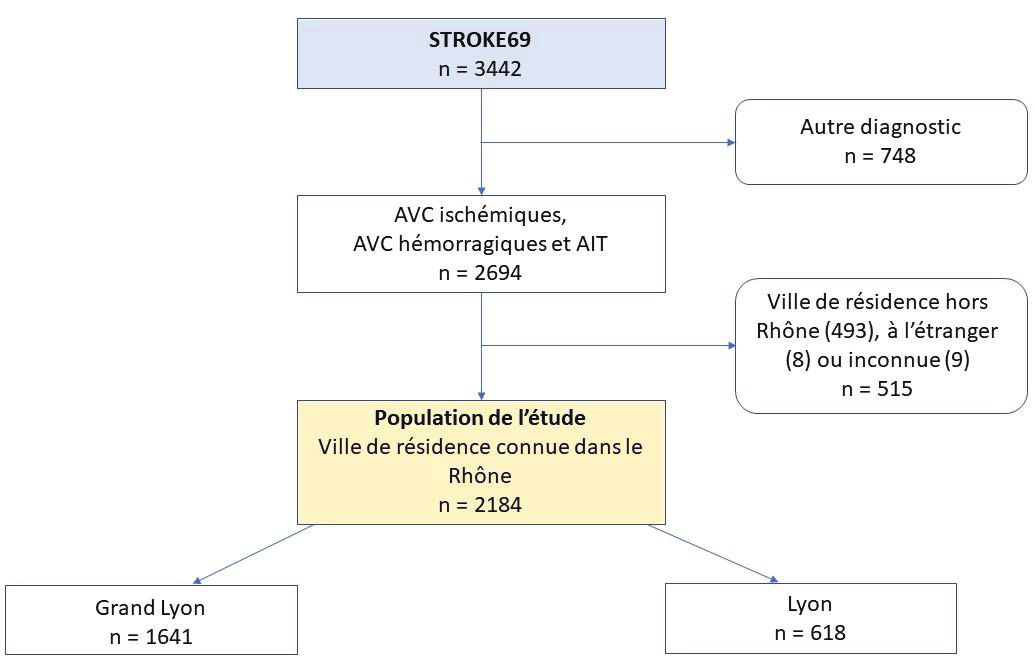 STROKE69
n = 3442
Autre diagnostic
n = 748
AVC ischémiques,
AVC hémorragiques et AIT
n = 2694
Ville de résidence hors
Rhône (493), à l’étranger
(8) ou inconnue (9)
n = 515
Population de l’étude
Ville de résidence connue dans le
Rhône
n = 2184
Grand Lyon
n = 1641
Lyon
n = 618